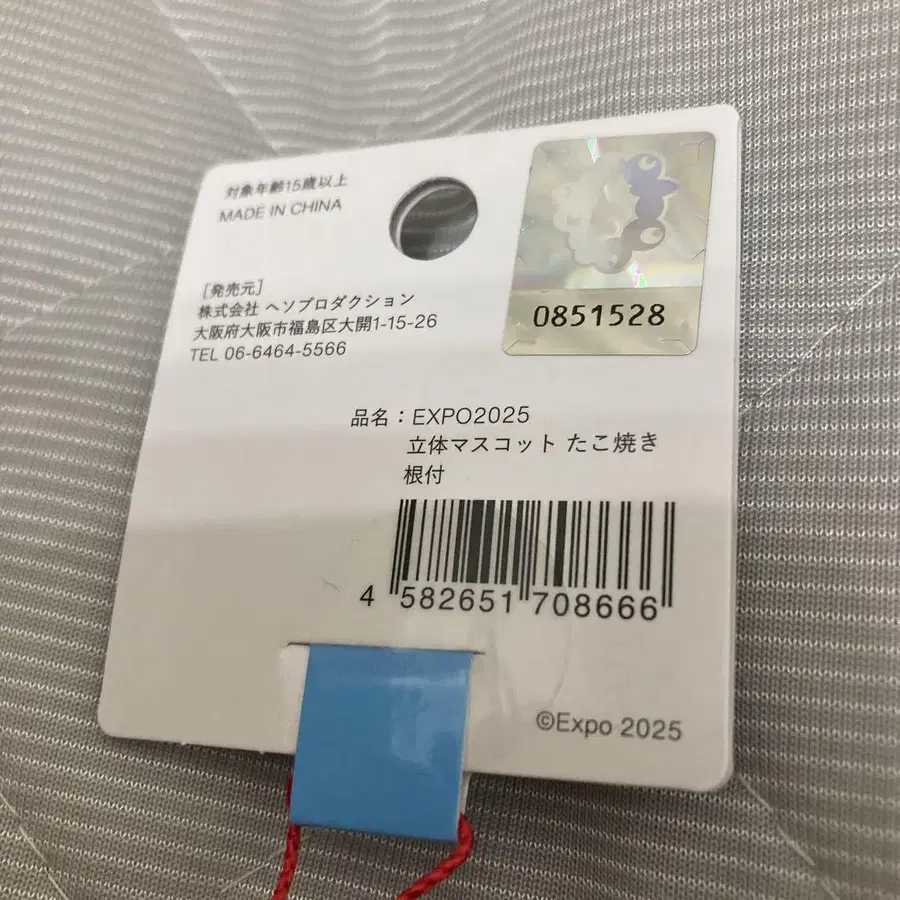 対象年齢15歳以上
MADE IN CHINA
[発売元]
株式会社 ヘソプロダクション
大阪府大阪市福島区大開1-15-26
TEL 06-6464-5566
0851528
品名：EXPO2025
立体マスコット たこ焼き
根付
4 582651 708666
©Expo 2025